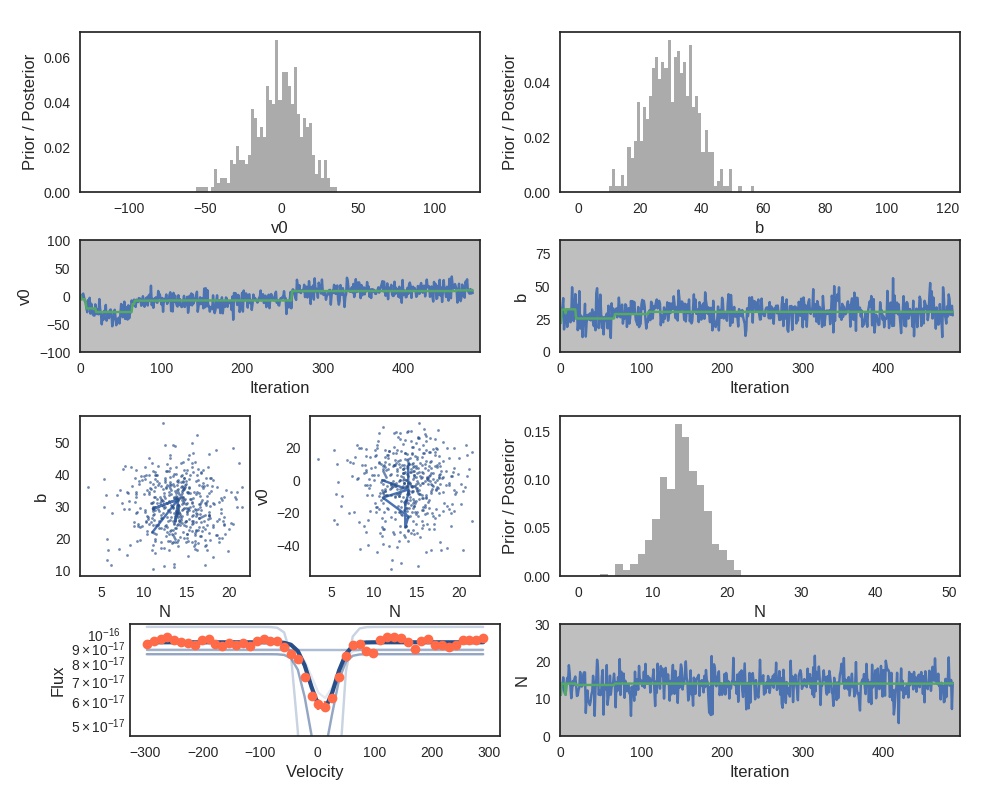 Prior / Posterior
0.06
0.04
0.02
0.00
−100 −50 0 50 100
v0
Prior / Posterior
0.04
0.02
0.00
0 20 40 60 80 100 120
b
v0
100
50
0
−50
−100
0 100 200 300 400
Iteration
b
75
50
25
0
0 100 200 300 400
Iteration
b
50
40
30
20
10
5 10 15 20
N
v0
20
0
−20
−40
5 10 15 20
N
Prior / Posterior
0.15
0.10
0.05
0.00
0 10 20 30 40 50
N
Flux
10⁻¹⁶
9 × 10⁻¹⁷
8 × 10⁻¹⁷
7 × 10⁻¹⁷
6 × 10⁻¹⁷
5 × 10⁻¹⁷
−300 −200 −100 0 100 200 300
Velocity
N
30
20
10
0
0 100 200 300 400
Iteration